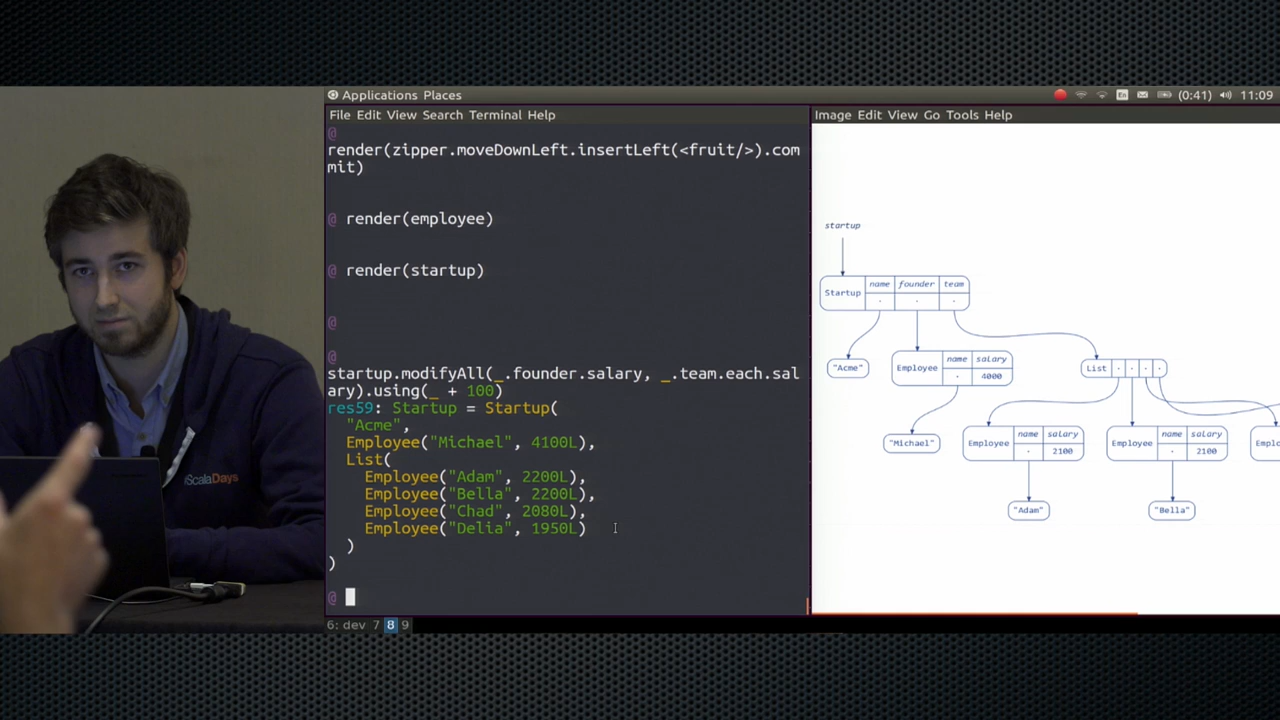 Applications Places
En
(0:41)
11:09
File Edit View Search Terminal Help
Image Edit View Go Tools Help
@
render(zipper.moveDownLeft.insertLeft(<fruit/>).com
mit)
@ render(employee)
@ render(startup)
@
@
startup.modifyAll(_.founder.salary, _.team.each.sal
ary).using(_ + 100)
res59: Startup = Startup(
"Acme",
Employee("Michael", 4100L),
List(
Employee("Adam", 2200L),
Employee("Bella", 2200L),
Employee("Chad", 2080L),
Employee("Delia", 1950L)
)
)
@
6: dev 7 8 9
startup
Startup name founder team
"Acme"
Employee name salary
4000
List
"Michael"
Employee name salary
2100
Employee name salary
2100
"Adam"
"Bella"
ScalaDays